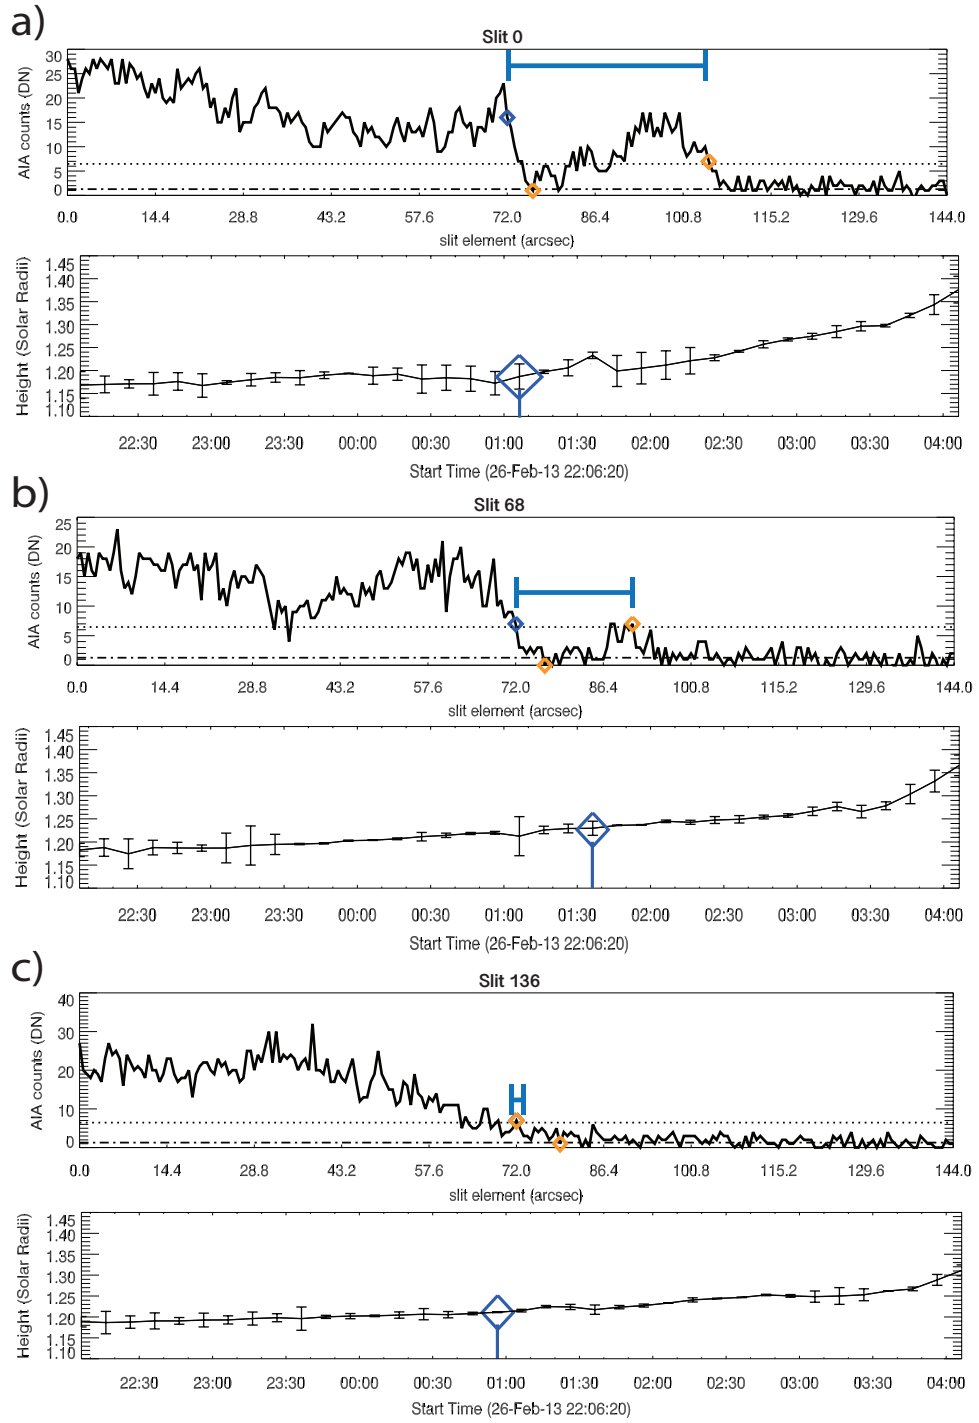 a)
Slit 0
AIA counts (DN)
30
25
20
15
10
5
0
0.0 14.4 28.8 43.2 57.6 72.0 86.4 100.8 115.2 129.6 144.0
slit element (arcsec)
Height (Solar Radii)
1.45
1.40
1.35
1.30
1.25
1.20
1.15
1.10
22:30 23:00 23:30 00:00 00:30 01:00 01:30 02:00 02:30 03:00 03:30 04:00
Start Time (26-Feb-13 22:06:20)
b)
Slit 68
AIA counts (DN)
25
20
15
10
5
0
0.0 14.4 28.8 43.2 57.6 72.0 86.4 100.8 115.2 129.6 144.0
slit element (arcsec)
Height (Solar Radii)
1.45
1.40
1.35
1.30
1.25
1.20
1.15
1.10
22:30 23:00 23:30 00:00 00:30 01:00 01:30 02:00 02:30 03:00 03:30 04:00
Start Time (26-Feb-13 22:06:20)
c)
Slit 136
AIA counts (DN)
40
30
20
10
0
0.0 14.4 28.8 43.2 57.6 72.0 86.4 100.8 115.2 129.6 144.0
slit element (arcsec)
Height (Solar Radii)
1.45
1.40
1.35
1.30
1.25
1.20
1.15
1.10
22:30 23:00 23:30 00:00 00:30 01:00 01:30 02:00 02:30 03:00 03:30 04:00
Start Time (26-Feb-13 22:06:20)